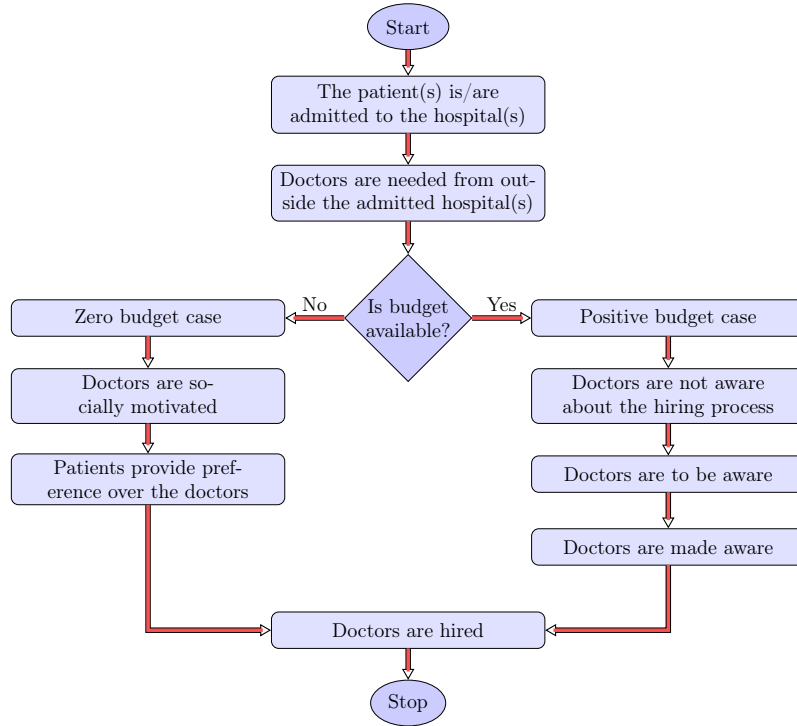 Start
The patient(s) is/are
admitted to the hospital(s)
Doctors are needed from out-
side the admitted hospital(s)
Is budget
available?
No
Yes
Zero budget case
Doctors are so-
cially motivated
Patients provide pref-
erence over the doctors
Positive budget case
Doctors are not aware
about the hiring process
Doctors are to be aware
Doctors are made aware
Doctors are hired
Stop